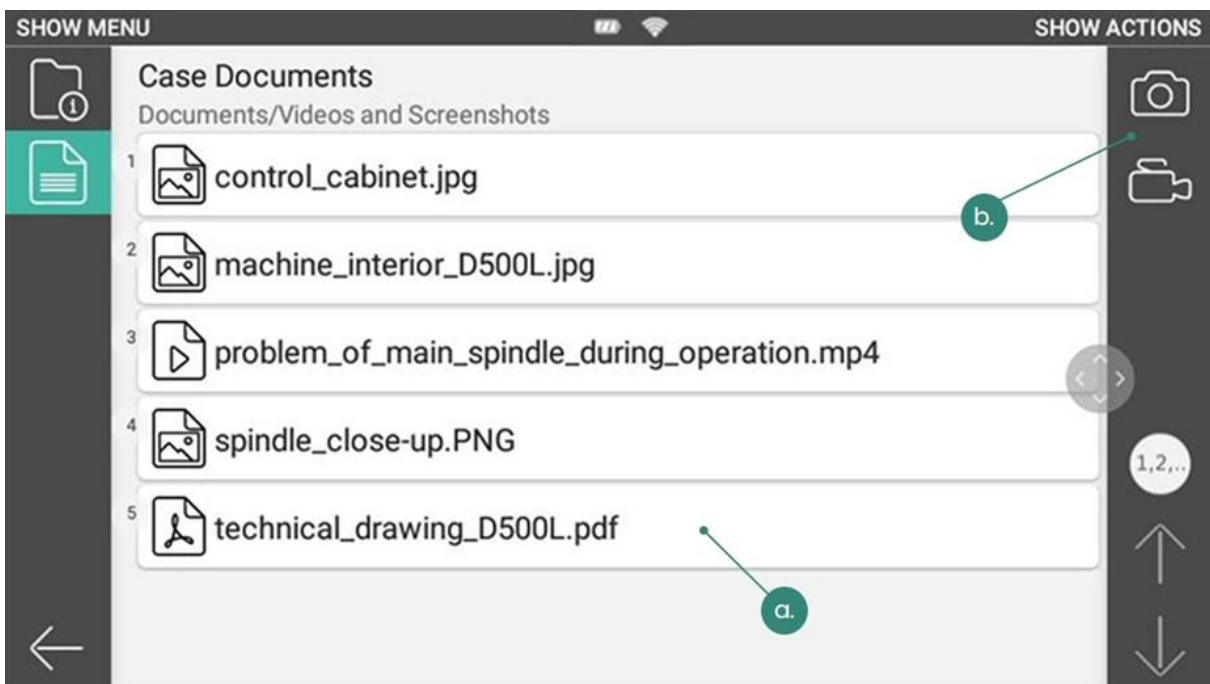 SHOW MENU
SHOW ACTIONS
Case Documents
Documents/Videos and Screenshots
1 control_cabinet.jpg
b.
2 machine_interior_D500L.jpg
3 problem_of_main_spindle_during_operation.mp4
4 spindle_close-up.PNG
1,2,..
5 technical_drawing_D500L.pdf
a.